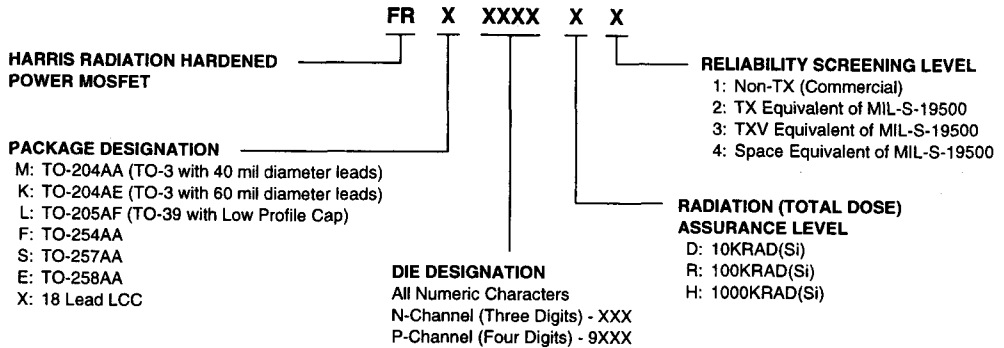 FR X XXXX X X
HARRIS RADIATION HARDENED
POWER MOSFET
PACKAGE DESIGNATION
M: TO-204AA (TO-3 with 40 mil diameter leads)
K: TO-204AE (TO-3 with 60 mil diameter leads)
L: TO-205AF (TO-39 with Low Profile Cap)
F: TO-254AA
S: TO-257AA
E: TO-258AA
X: 18 Lead LCC
DIE DESIGNATION
All Numeric Characters
N-Channel (Three Digits) - XXX
P-Channel (Four Digits) - 9XXX
RELIABILITY SCREENING LEVEL
1: Non-TX (Commercial)
2: TX Equivalent of MIL-S-19500
3: TXV Equivalent of MIL-S-19500
4: Space Equivalent of MIL-S-19500
RADIATION (TOTAL DOSE)
ASSURANCE LEVEL
D: 10KRAD(Si)
R: 100KRAD(Si)
H: 1000KRAD(Si)